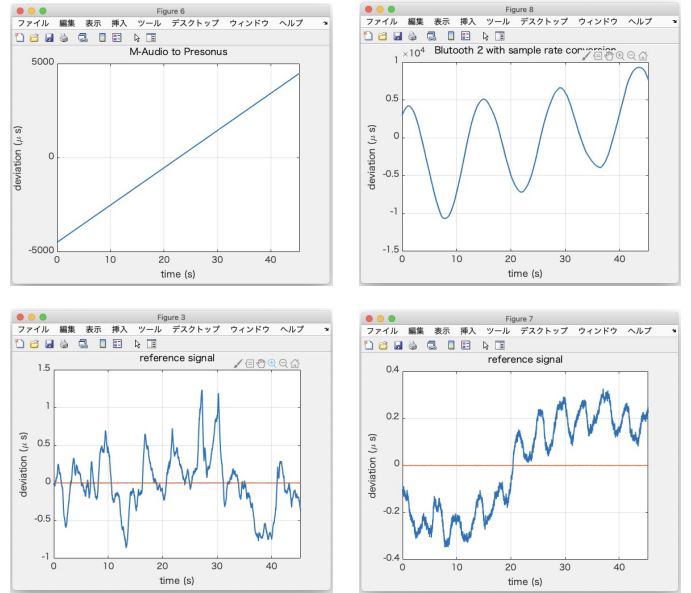 Figure 6
ファイル 編集 表示 挿入 ツール デスクトップ ウィンドウ ヘルプ
M-Audio to Presonus
5000
0
-5000
deviation (μ s)
0 10 20 30 40
time (s)
Figure 8
ファイル 編集 表示 挿入 ツール デスクトップ ウィンドウ ヘルプ
×10⁴ Blutooth 2 with sample rate conversion
1
0.5
0
-0.5
-1
-1.5
deviation (μ s)
0 10 20 30 40
time (s)
Figure 3
ファイル 編集 表示 挿入 ツール デスクトップ ウィンドウ ヘルプ
reference signal
1.5
1
0.5
0
-0.5
-1
deviation (μ s)
0 10 20 30 40
time (s)
Figure 7
ファイル 編集 表示 挿入 ツール デスクトップ ウィンドウ ヘルプ
reference signal
0.4
0.2
0
-0.2
-0.4
deviation (μ s)
0 10 20 30 40
time (s)